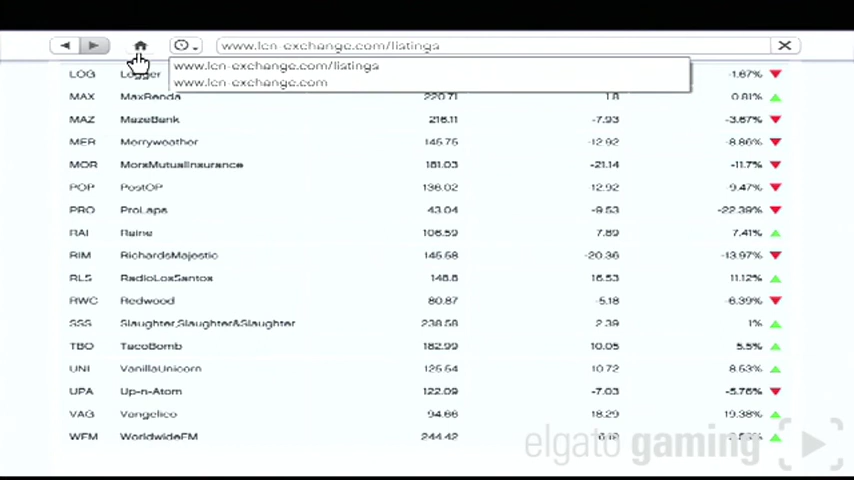 www.lcn-exchange.com/listings
www.lcn-exchange.com/listings
www.lcn-exchange.com
LOG Logger -1.67%
MAX MaxRenda 220.71 1.8 0.81%
MAZ MazeBank 216.11 -7.93 -3.67%
MER Merryweather 145.75 -12.92 -8.86%
MOR MorsMutualInsurance 181.03 -21.14 -11.7%
POP PostOP 136.02 12.92 -9.47%
PRO ProLaps 43.04 -9.53 -22.39%
RAI Raine 106.59 7.89 7.41%
RIM RichardsMajestic 145.58 -20.36 -13.97%
RLS RadioLosSantos 148.8 16.53 11.12%
RWC Redwood 80.87 -5.18 -6.39%
SSS Slaughter,Slaughter&Slaughter 238.58 2.39 1%
TBO TacoBomb 182.99 10.05 5.5%
UNI VanillaUnicorn 125.54 10.72 8.53%
UPA Up-n-Atom 122.09 -7.03 -5.76%
VAG Vangelico 94.66 18.29 19.38%
WFM WorldwideFM 244.42
elgato gaming